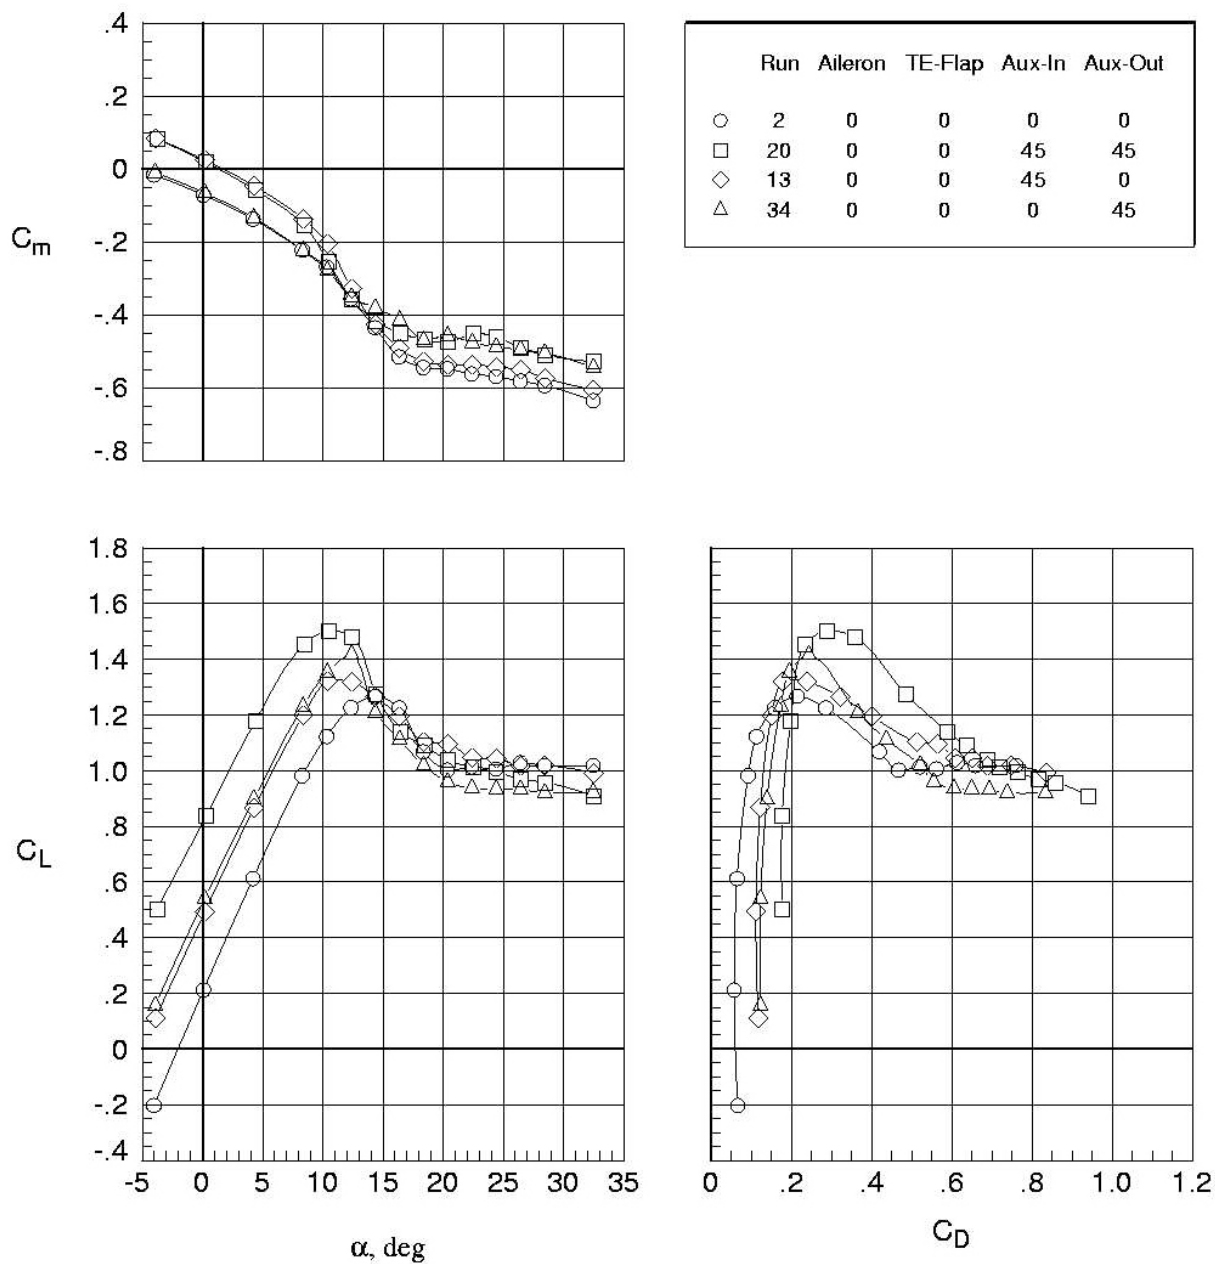 .4
.2
0
-.2
-.4
-.6
-.8
Cm
Run Aileron TE-Flap Aux-In Aux-Out
2 0 0 0 0
20 0 0 45 45
13 0 0 45 0
34 0 0 0 45
1.8
1.6
1.4
1.2
1.0
.8
.6
.4
.2
0
-.2
-.4
CL
-5 0 5 10 15 20 25 30 35
α, deg
0 .2 .4 .6 .8 1.0 1.2
CD